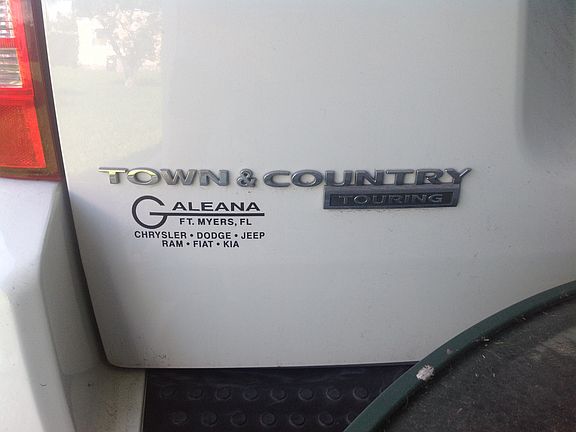 TOWN & COUNTRY
TOURING
GALEANA
FT. MYERS, FL
CHRYSLER • DODGE • JEEP
RAM • FIAT • KIA